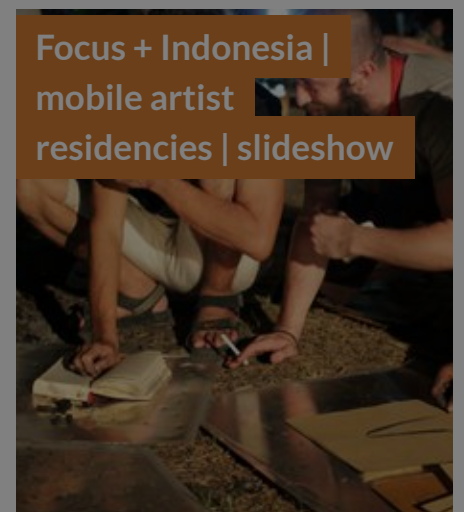 Focus + Indonesia |
mobile artist
residencies | slideshow